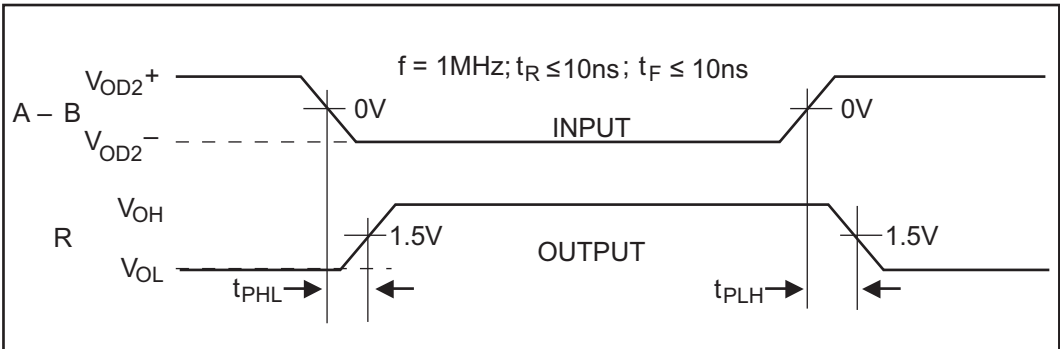 f = 1MHz; tR ≤10ns; tF ≤ 10ns
VOD2+
A – B
0V
0V
INPUT
VOD2–
VOH
R
1.5V
1.5V
OUTPUT
VOL
tPHL
tPLH